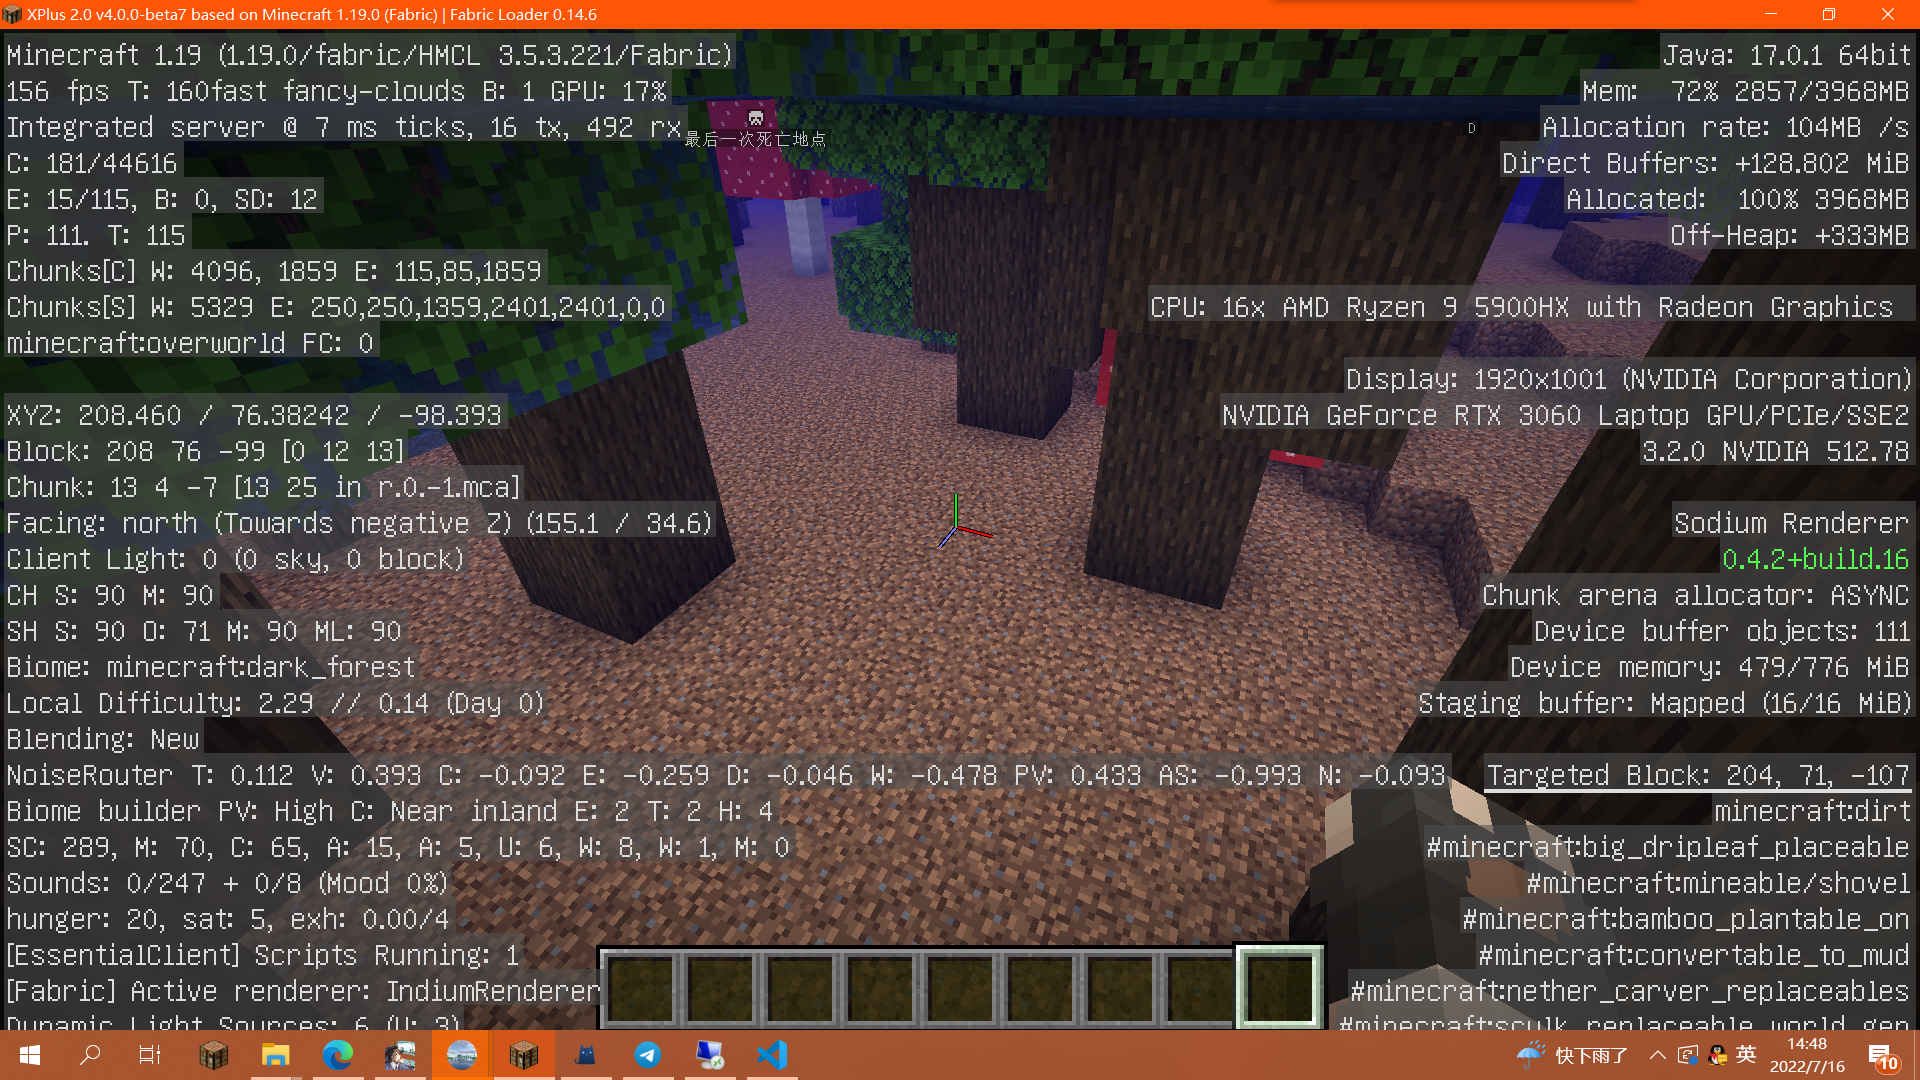 XPlus 2.0 v4.0.0-beta7 based on Minecraft 1.19.0 (Fabric) | Fabric Loader 0.14.6
Minecraft 1.19 (1.19.0/fabric/HMCL 3.5.3.221/Fabric)
156 fps T: 160fast fancy-clouds B: 1 GPU: 17%
Integrated server @ 7 ms ticks, 16 tx, 492 rx
C: 181/44616
E: 15/115, B: 0, SD: 12
P: 111. T: 115
Chunks[C] W: 4096, 1859 E: 115,85,1859
Chunks[S] W: 5329 E: 250,250,1359,2401,2401,0,0
minecraft:overworld FC: 0
XYZ: 208.460 / 76.38242 / -98.393
Block: 208 76 -99 [0 12 13]
Chunk: 13 4 -7 [13 25 in r.0.-1.mca]
Facing: north (Towards negative Z) (155.1 / 34.6)
Client Light: 0 (0 sky, 0 block)
CH S: 90 M: 90
SH S: 90 O: 71 M: 90 ML: 90
Biome: minecraft:dark_forest
Local Difficulty: 2.29 // 0.14 (Day 0)
Blending: New
NoiseRouter T: 0.112 V: 0.393 C: -0.092 E: -0.259 D: -0.046 W: -0.478 PV: 0.433 AS: -0.993 N: -0.093
Biome builder PV: High C: Near inland E: 2 T: 2 H: 4
SC: 289, M: 70, C: 65, A: 15, A: 5, U: 6, W: 8, W: 1, M: 0
Sounds: 0/247 + 0/8 (Mood 0%)
hunger: 20, sat: 5, exh: 0.00/4
[EssentialClient] Scripts Running: 1
[Fabric] Active renderer: IndiumRenderer
Dynamic Light Sources: 6 (U: 3)
最后一次死亡地点
D
Java: 17.0.1 64bit
Mem: 72% 2857/3968MB
Allocation rate: 104MB /s
Direct Buffers: +128.802 MiB
Allocated: 100% 3968MB
Off-Heap: +333MB
CPU: 16x AMD Ryzen 9 5900HX with Radeon Graphics
Display: 1920x1001 (NVIDIA Corporation)
NVIDIA GeForce RTX 3060 Laptop GPU/PCIe/SSE2
3.2.0 NVIDIA 512.78
Sodium Renderer
0.4.2+build.16
Chunk arena allocator: ASYNC
Device buffer objects: 111
Device memory: 479/776 MiB
Staging buffer: Mapped (16/16 MiB)
Targeted Block: 204, 71, -107
minecraft:dirt
#minecraft:big_dripleaf_placeable
#minecraft:mineable/shovel
#minecraft:bamboo_plantable_on
#minecraft:convertable_to_mud
#minecraft:nether_carver_replaceables
#minecraft:sculk_replaceable_world_gen
快下雨了
英
14:48
2022/7/16
10